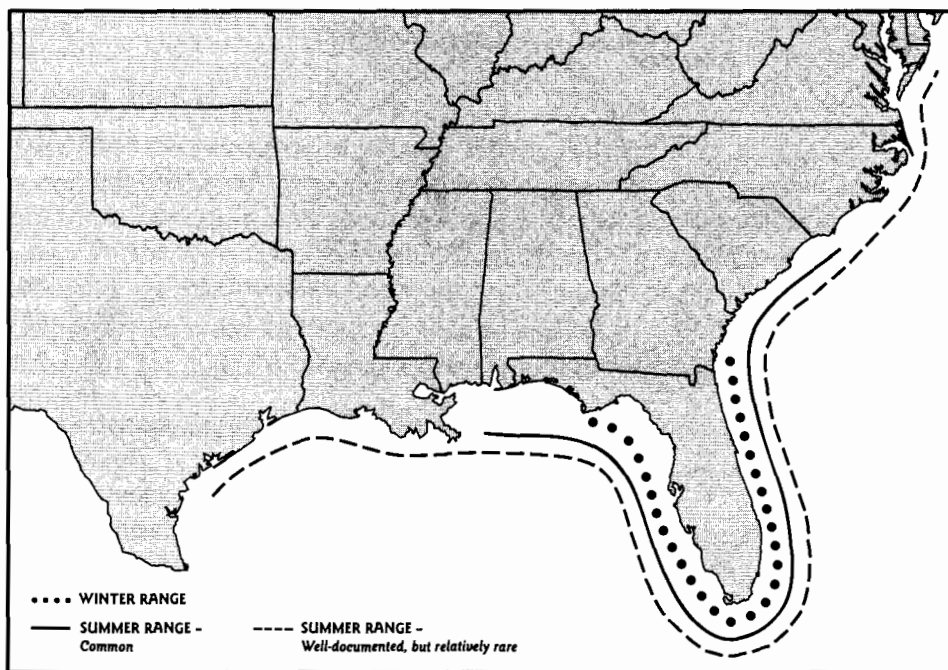 WINTER RANGE
SUMMER RANGE -
Common
SUMMER RANGE -
Well-documented, but relatively rare